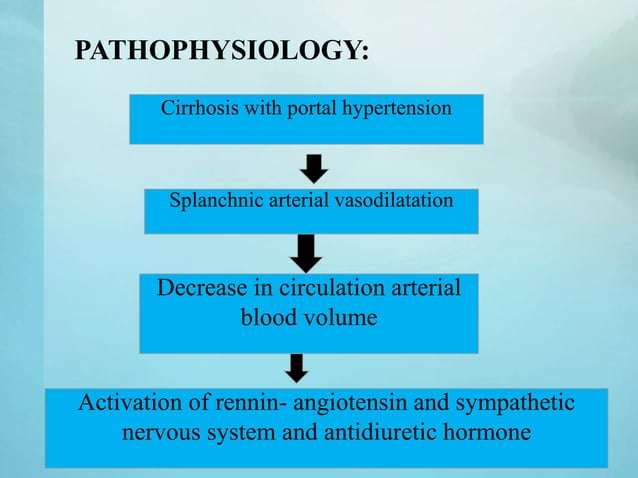 PATHOPHYSIOLOGY:
Cirrhosis with portal hypertension
Splanchnic arterial vasodilatation
Decrease in circulation arterial
blood volume
Activation of rennin- angiotensin and sympathetic
nervous system and antidiuretic hormone